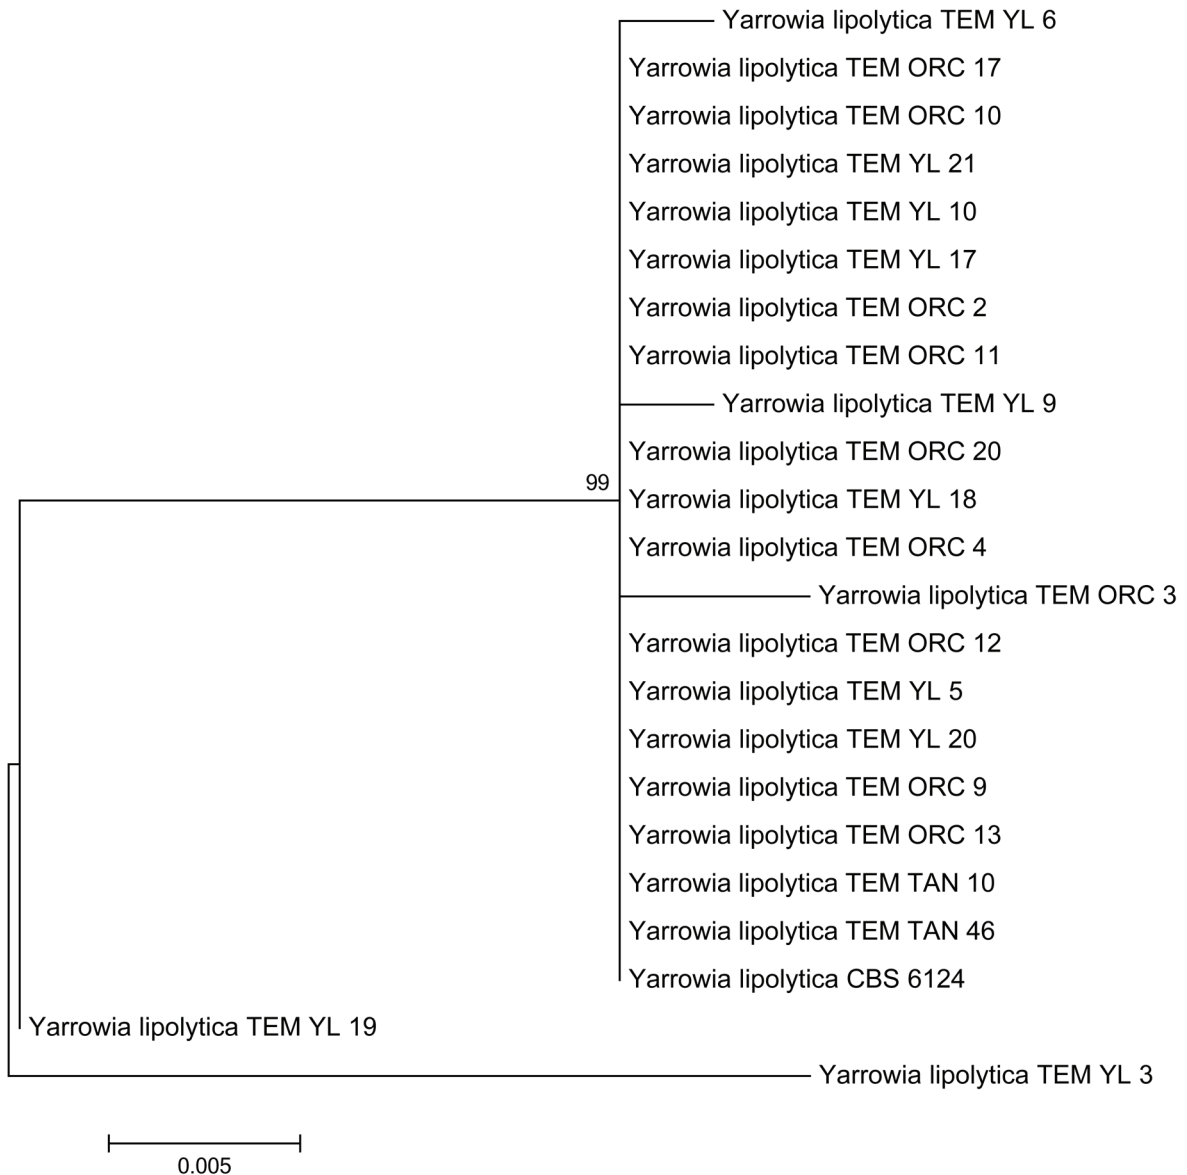 Yarrowia lipolytica TEM YL 6
Yarrowia lipolytica TEM ORC 17
Yarrowia lipolytica TEM ORC 10
Yarrowia lipolytica TEM YL 21
Yarrowia lipolytica TEM YL 10
Yarrowia lipolytica TEM YL 17
Yarrowia lipolytica TEM ORC 2
Yarrowia lipolytica TEM ORC 11
Yarrowia lipolytica TEM YL 9
Yarrowia lipolytica TEM ORC 20
99
Yarrowia lipolytica TEM YL 18
Yarrowia lipolytica TEM ORC 4
Yarrowia lipolytica TEM ORC 3
Yarrowia lipolytica TEM ORC 12
Yarrowia lipolytica TEM YL 5
Yarrowia lipolytica TEM YL 20
Yarrowia lipolytica TEM ORC 9
Yarrowia lipolytica TEM ORC 13
Yarrowia lipolytica TEM TAN 10
Yarrowia lipolytica TEM TAN 46
Yarrowia lipolytica CBS 6124
Yarrowia lipolytica TEM YL 19
Yarrowia lipolytica TEM YL 3
0.005